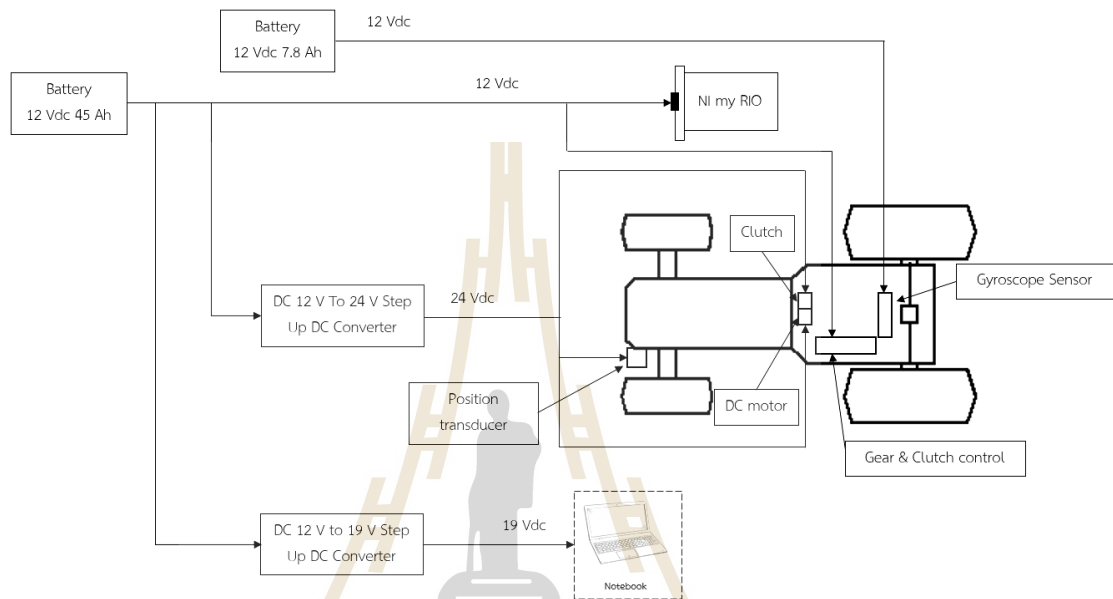 Battery
12 Vdc 7.8 Ah
12 Vdc
Battery
12 Vdc 45 Ah
12 Vdc
NI my RIO
Clutch
Gyroscope Sensor
DC 12 V To 24 V Step
Up DC Converter
24 Vdc
Position
transducer
DC motor
Gear & Clutch control
DC 12 V to 19 V Step
Up DC Converter
19 Vdc
Notebook